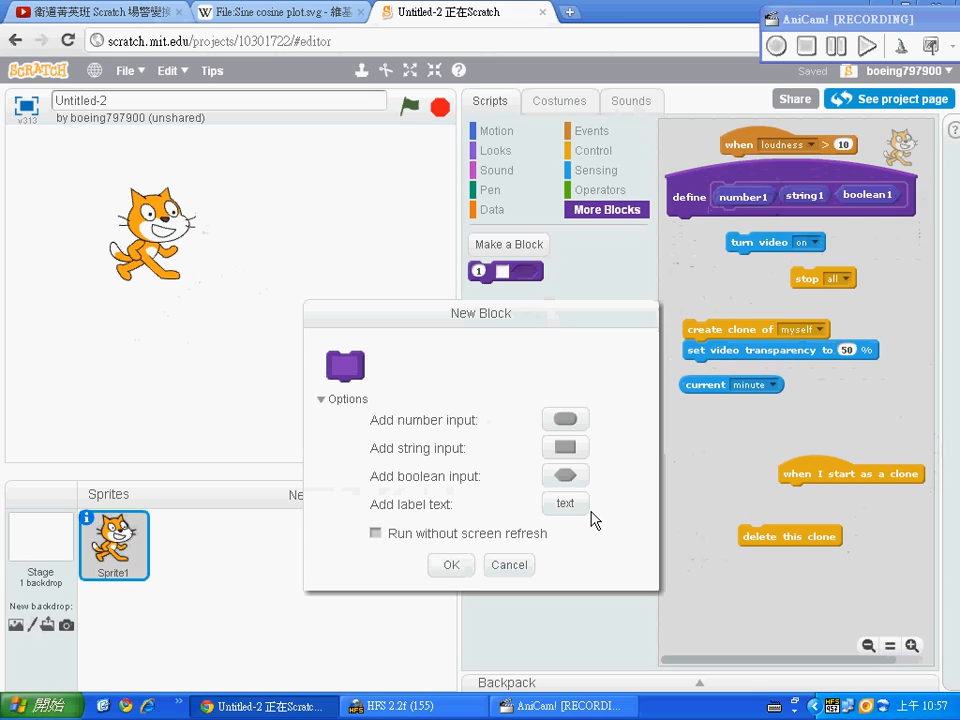 衛道菁英班 Scratch 場警變換
File:Sine cosine plot.svg - 維基
Untitled-2 正在Scratch
AniCam! [RECORDING]
scratch.mit.edu/projects/10301722/#editor
SCRATCH
File
Edit
Tips
Saved
boeing797900
Untitled-2
by boeing797900 (unshared)
v313
Scripts
Costumes
Sounds
Share
See project page
Motion
Events
Looks
Control
Sound
Sensing
Pen
Operators
Data
More Blocks
Make a Block
1
when loudness > 10
define number1 string1 boolean1
turn video on
stop all
create clone of myself
set video transparency to 50 %
current minute
when I start as a clone
delete this clone
New Block
Options
Add number input:
Add string input:
Add boolean input:
Add label text:
text
Run without screen refresh
OK
Cancel
Sprites
Ne
Stage
1 backdrop
Sprite1
New backdrop:
Backpack
開始
Untitled-2 正在Scratc...
HFS 2.2f (155)
AniCam! [RECORDI...
HFS
上午 10:57